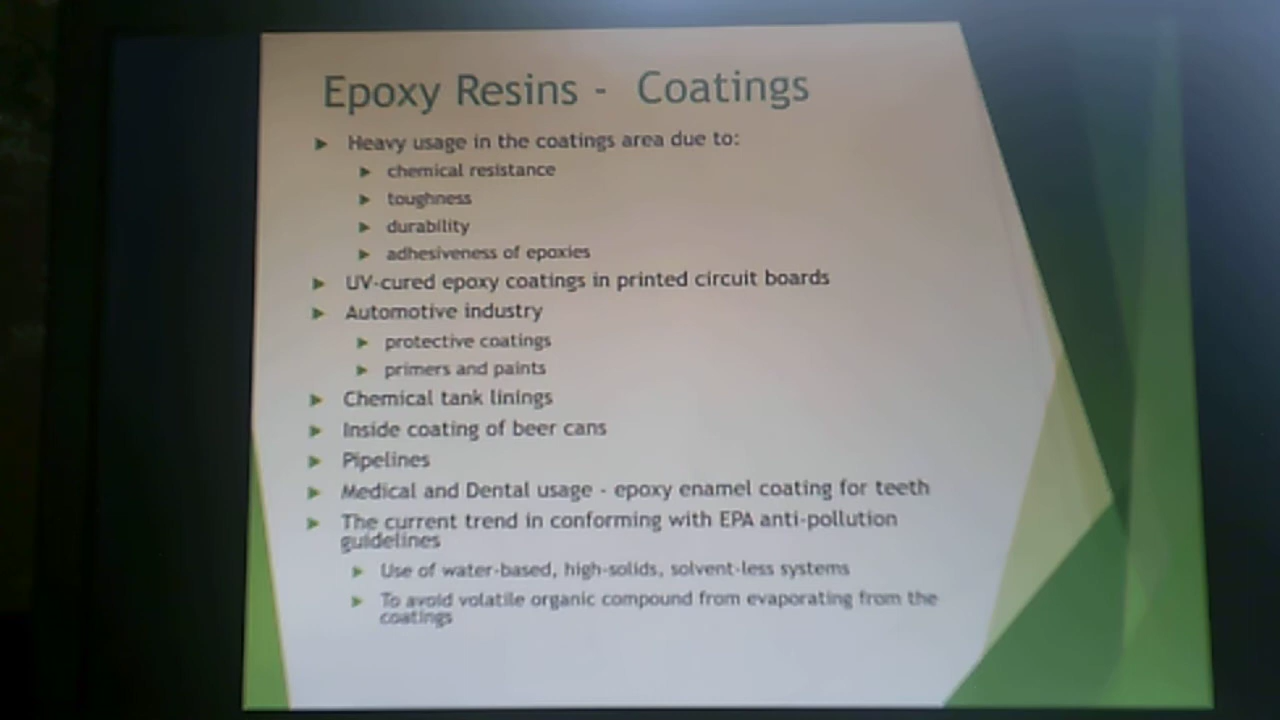 Epoxy Resins - Coatings
Heavy usage in the coatings area due to:
chemical resistance
toughness
durability
adhesiveness of epoxies
UV-cured epoxy coatings in printed circuit boards
Automotive industry
protective coatings
primers and paints
Chemical tank linings
Inside coating of beer cans
Pipelines
Medical and Dental usage - epoxy enamel coating for teeth
The current trend in conforming with EPA anti-pollution
guidelines
Use of water-based, high-solids, solvent-less systems
To avoid volatile organic compound from evaporating from the
coatings